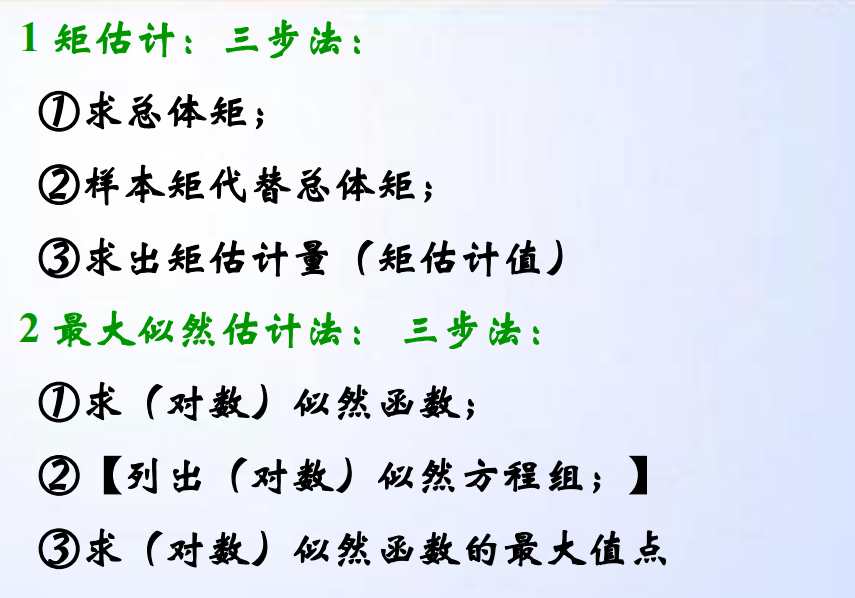 1 矩估计：三步法：
①求总体矩；
②样本矩代替总体矩；
③求出矩估计量（矩估计值）
2 最大似然估计法： 三步法：
①求（对数）似然函数；
②【列出（对数）似然方程组；】
③求（对数）似然函数的最大值点